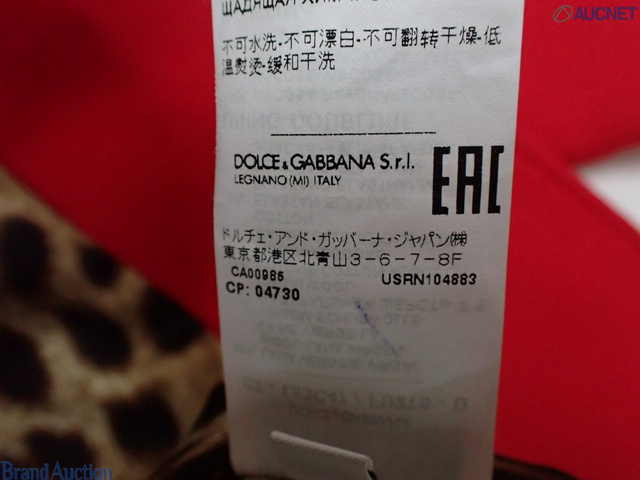 AUCNET
不可水洗-不可漂白-不可翻转干燥-低
温熨烫-缓和干洗
DOLCE&GABBANA S.r.l.
LEGNANO (MI) ITALY
EAC
ドルチェ・アンド・ガッバーナ・ジャパン㈱
東京都港区北青山3-6-7-8F
CA00985 USRN104883
CP: 04730
Brand Auction